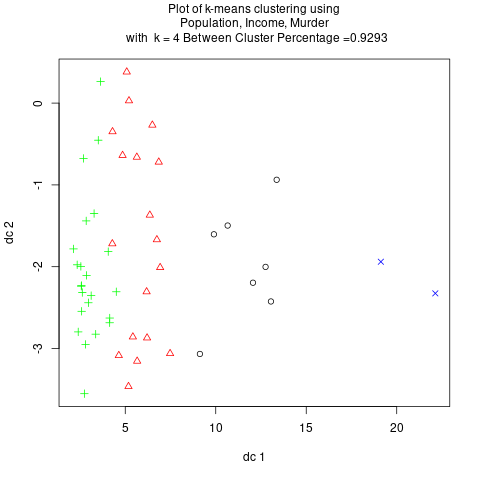 Plot of k-means clustering using
Population, Income, Murder
with k = 4 Between Cluster Percentage =0.9293
0
-1
-2
-3
dc 2
5 10 15 20
dc 1